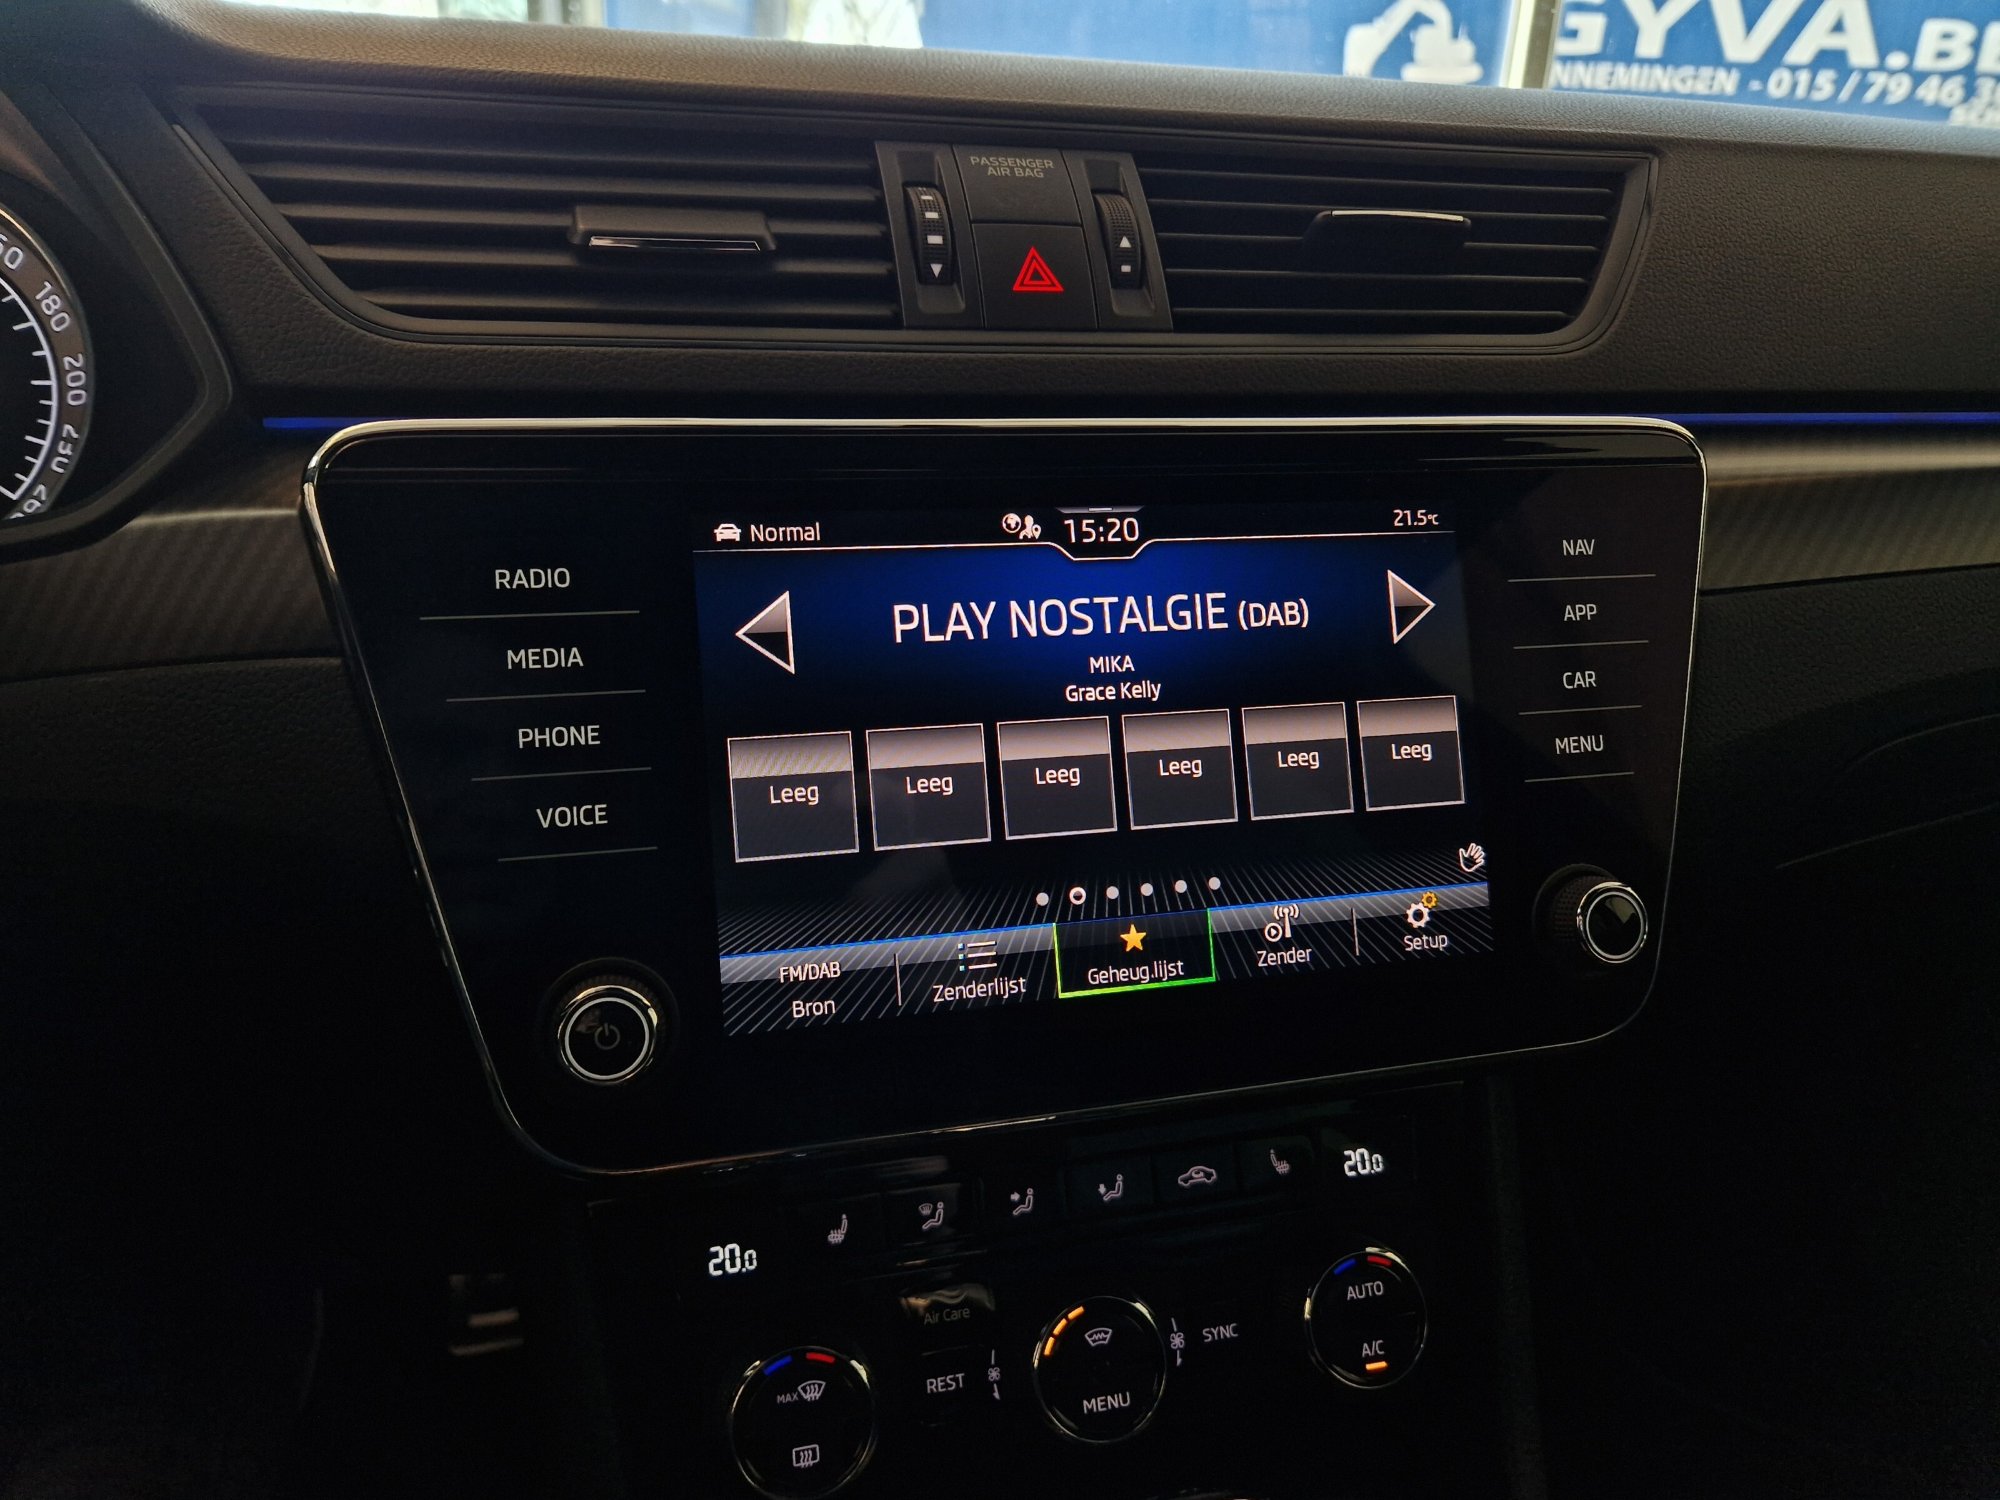 GYVA.BE
NNEMINGEN - 015 / 79 46 3
PASSENGER
AIR BAG
180
200
Normal
15:20
21.5°C
RADIO
MEDIA
PHONE
VOICE
PLAY NOSTALGIE (DAB)
MIKA
Grace Kelly
Leeg
Leeg
Leeg
Leeg
Leeg
Leeg
FM/DAB
Bron
Zenderlijst
Geheug.lijst
Zender
Setup
NAV
APP
CAR
MENU
20.0
20.0
Air Care
REST
MAX
MENU
SYNC
AUTO
A/C